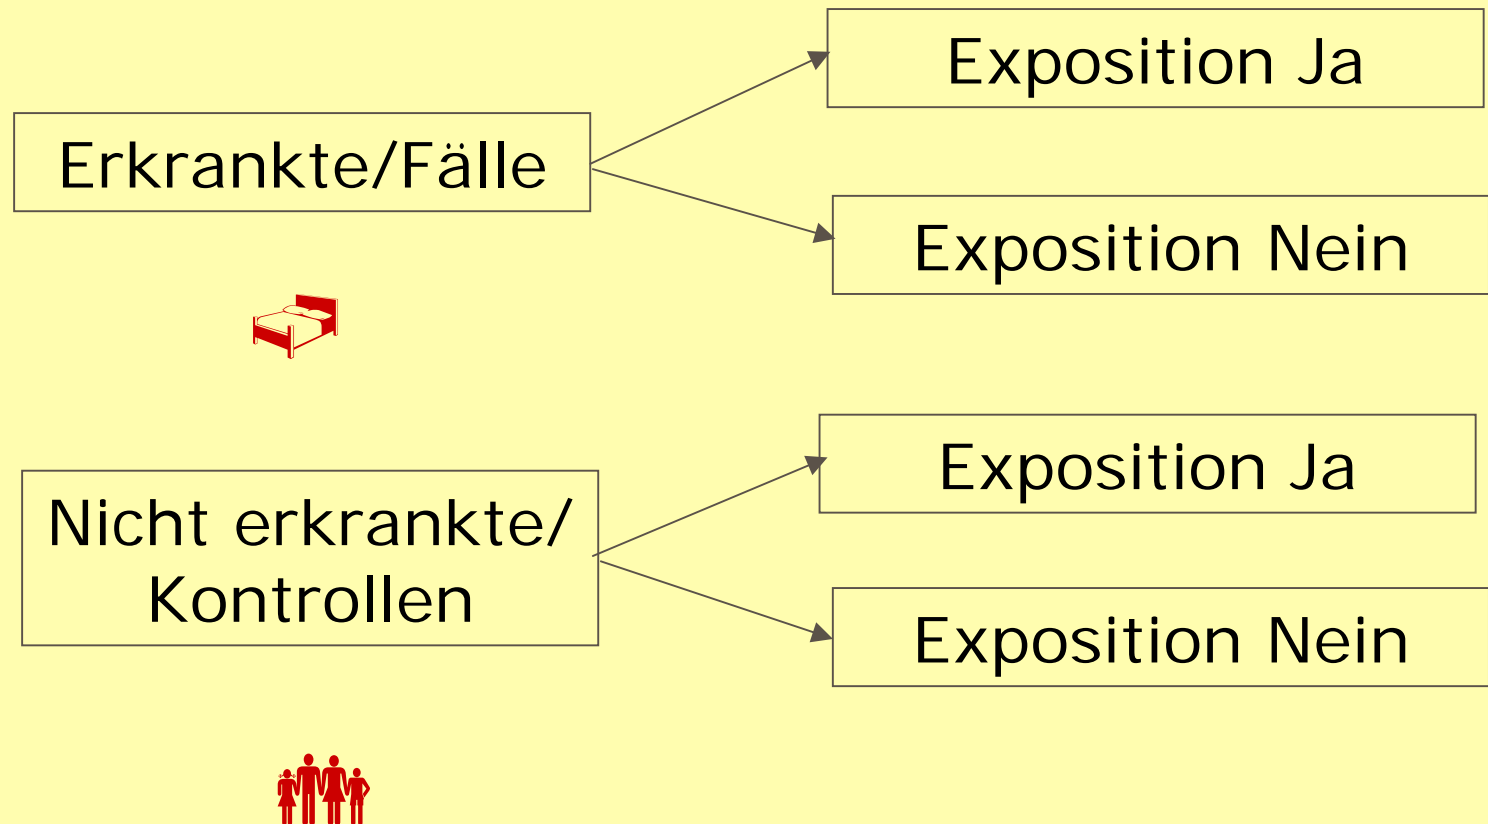 Exposition Ja
Erkrankte/Fälle
Exposition Nein
Exposition Ja
Nicht erkrankte/
Kontrollen
Exposition Nein